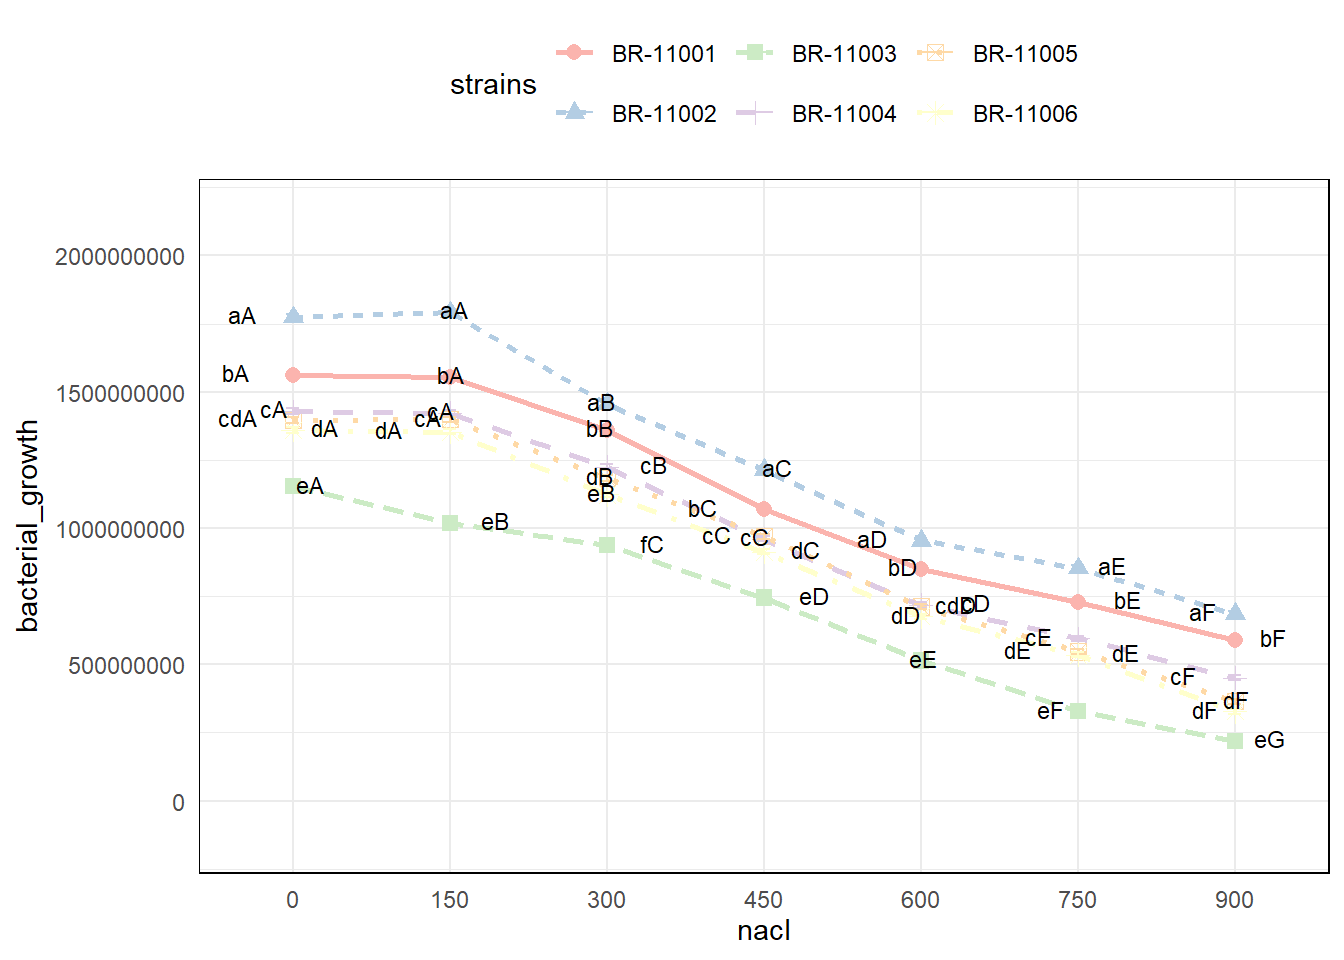 strains
BR-11001 BR-11003 BR-11005
BR-11002 BR-11004 BR-11006
bacterial_growth
2000000000
1500000000
1000000000
500000000
0
aA aA
bA bA
aB
cdA cA dA dA cA cA
bB
cB
dB
eB
aC
eA
eB
bC
cC cC dC
aD
fC
bD
aE
eD
cdD cD
dD
bE
aF
cE
dE dE
bF
eE
cF
dF dF
eF
eG
0 150 300 450 600 750 900
nacl